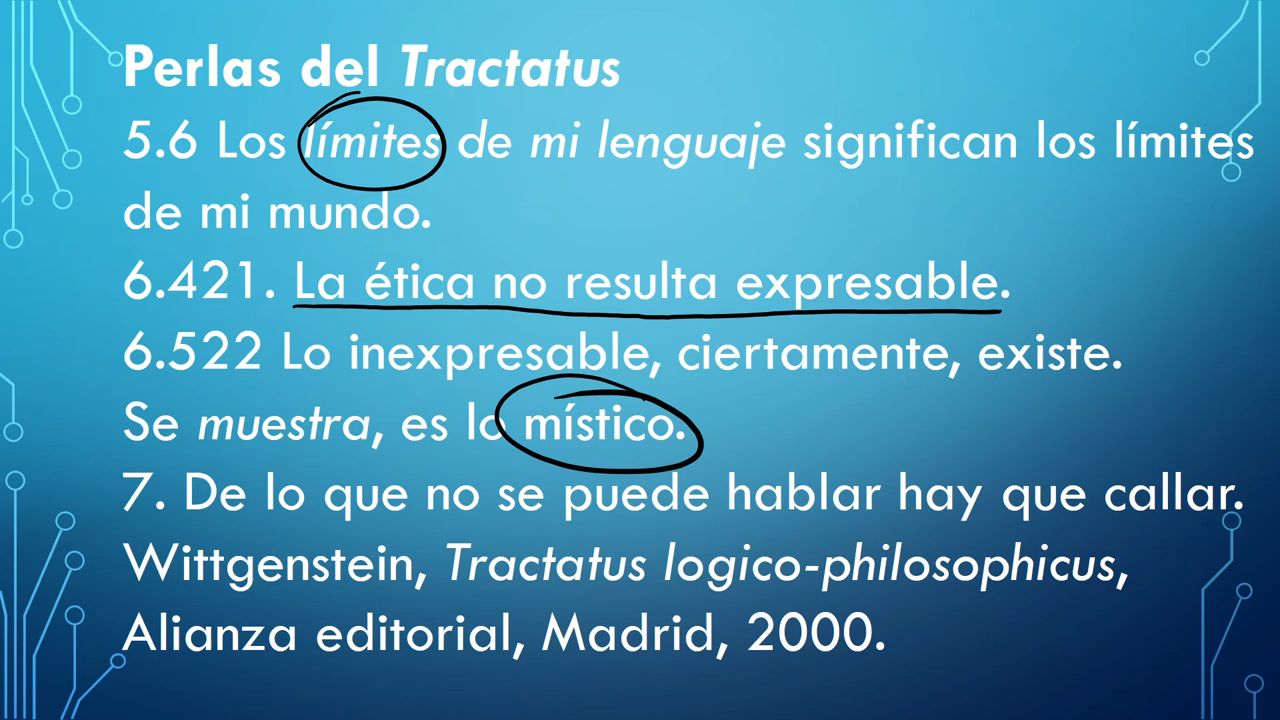 Perlas del Tractatus
5.6 Los límites de mi lenguaje significan los límites
de mi mundo.
6.421. La ética no resulta expresable.
6.522 Lo inexpresable, ciertamente, existe.
Se muestra, es lo místico.
7. De lo que no se puede hablar hay que callar.
Wittgenstein, Tractatus logico-philosophicus,
Alianza editorial, Madrid, 2000.